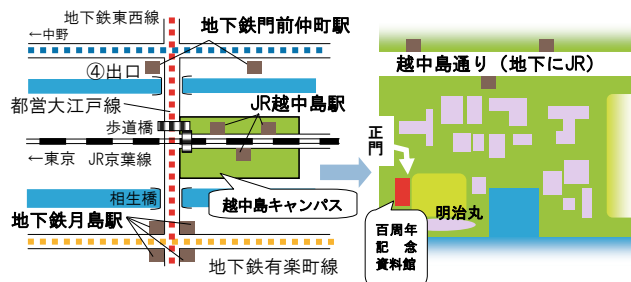 地下鉄東西線
←中野
地下鉄門前仲町駅
④出口
都営大江戸線
JR越中島駅
歩道橋
←東京 JR京葉線
相生橋
越中島キャンパス
地下鉄月島駅
地下鉄有楽町線
越中島通り（地下にJR）
正門
明治丸
百周年
記念
資料館